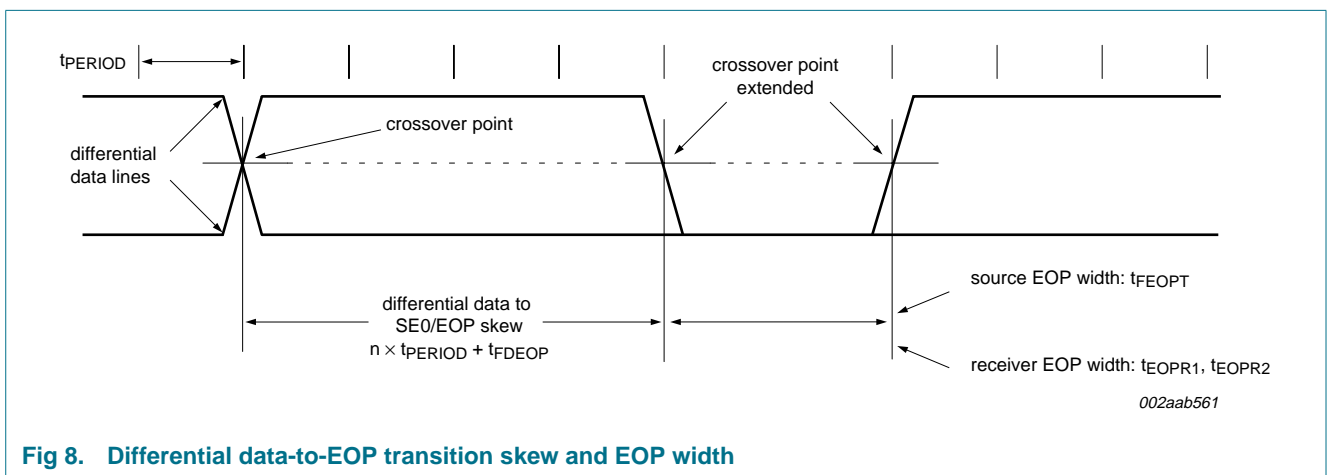 tPERIOD
crossover point
extended
crossover point
differential
data lines
source EOP width: tFEOPT
differential data to
SE0/EOP skew
n × tPERIOD + tFDEOP
receiver EOP width: tEOPR1, tEOPR2
002aab561
Fig 8. Differential data-to-EOP transition skew and EOP width